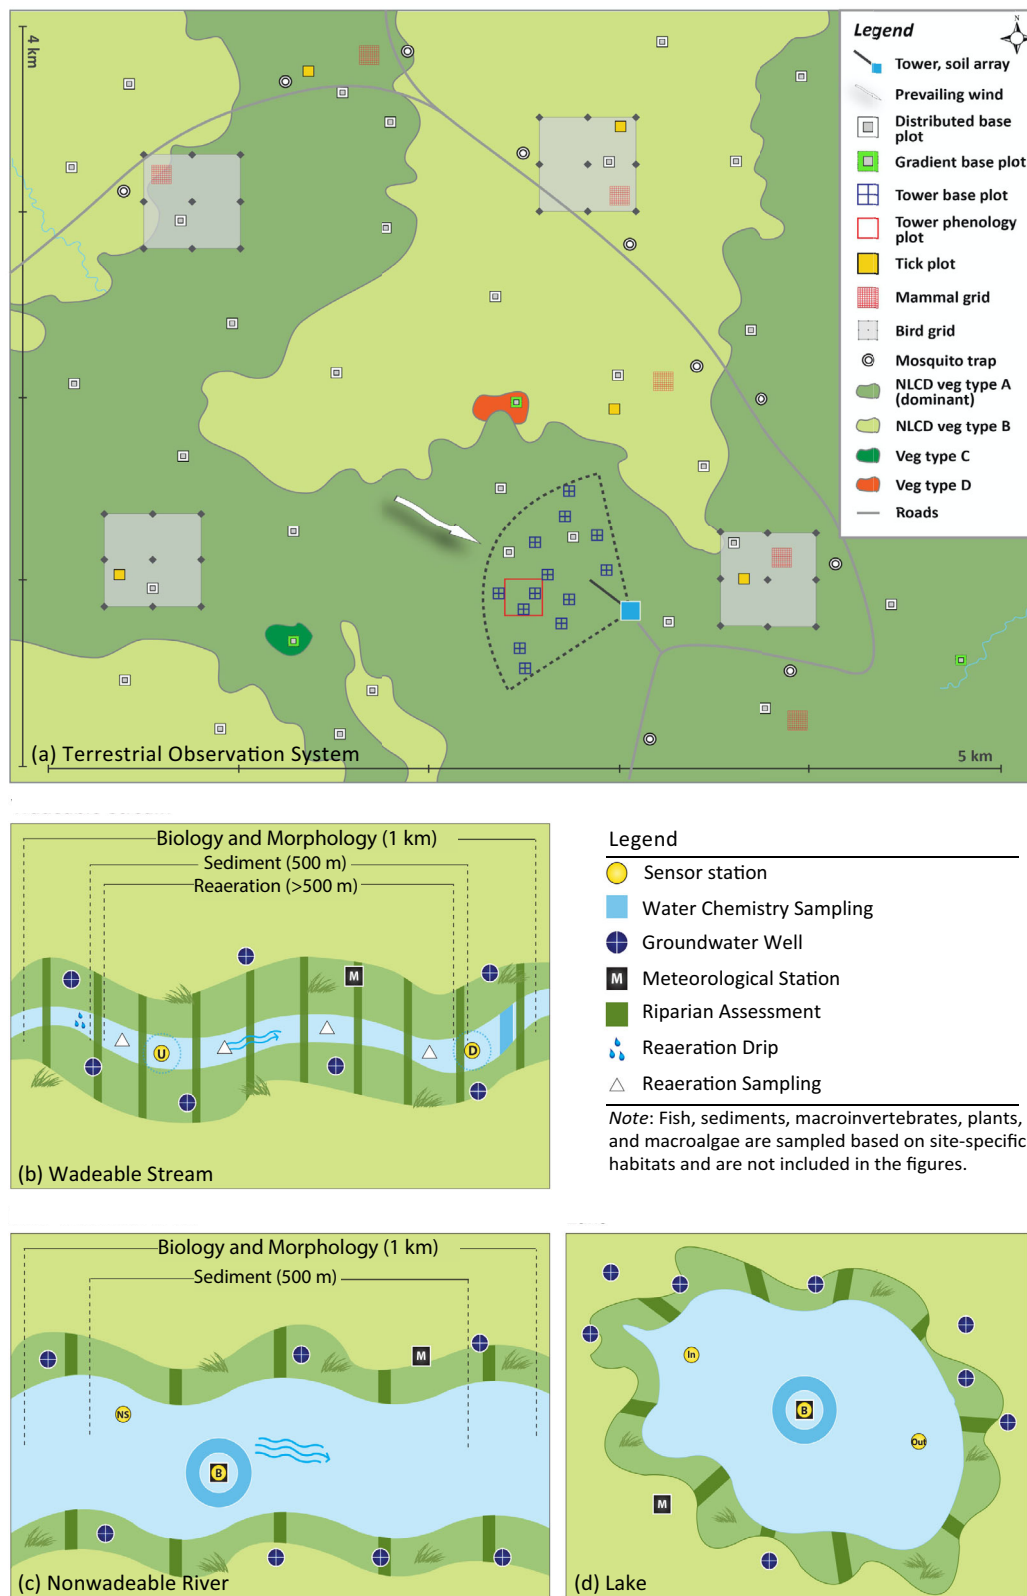 4 km
Legend
N
Tower, soil array
Prevailing wind
Distributed base
plot
Gradient base plot
Tower base plot
Tower phenology
plot
Tick plot
Mammal grid
Bird grid
Mosquito trap
NLCD veg type A
(dominant)
NLCD veg type B
Veg type C
Veg type D
Roads
(a) Terrestrial Observation System
5 km
Biology and Morphology (1 km)
Sediment (500 m)
Reaeration (>500 m)
M
U
D
(b) Wadeable Stream
Legend
Sensor station
Water Chemistry Sampling
Groundwater Well
M Meteorological Station
Riparian Assessment
Reaeration Drip
Reaeration Sampling
Note: Fish, sediments, macroinvertebrates, plants,
and macroalgae are sampled based on site-specific
habitats and are not included in the figures.
Biology and Morphology (1 km)
Sediment (500 m)
M
NS
B
(c) Nonwadeable River
In
B
Out
M
(d) Lake